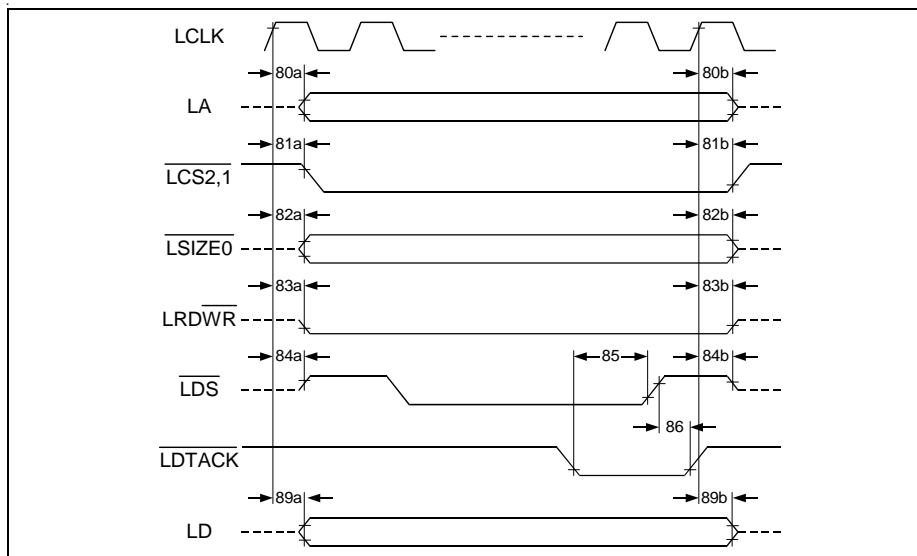 LCLK
80a 80b
LA
81a 81b
LCS2,1
82a 82b
LSIZE0
83a 83b
LRDWR
84a 85 84b
LDS
86
LDTACK
89a 89b
LD